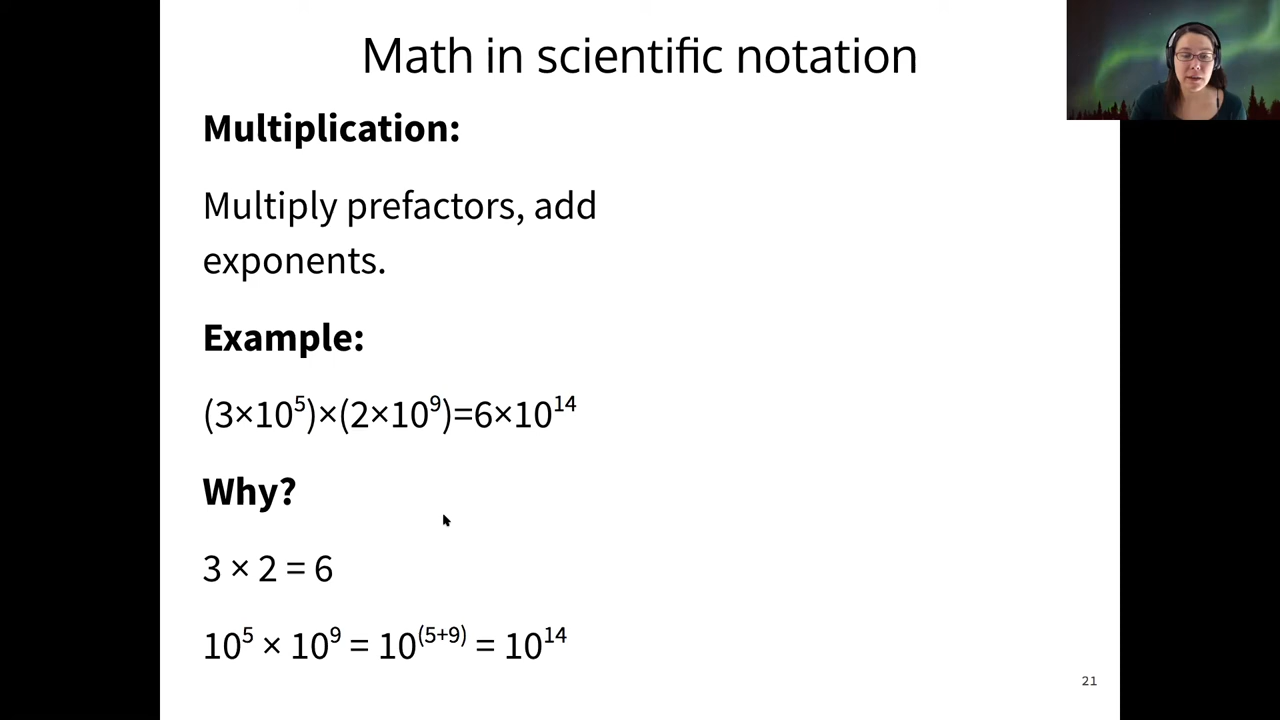 Math in scientific notation
Multiplication:
Multiply prefactors, add
exponents.
Example:
(3×10⁵)×(2×10⁹)=6×10¹⁴
Why?
3 × 2 = 6
10⁵ × 10⁹ = 10⁽⁵⁺⁹⁾ = 10¹⁴
21